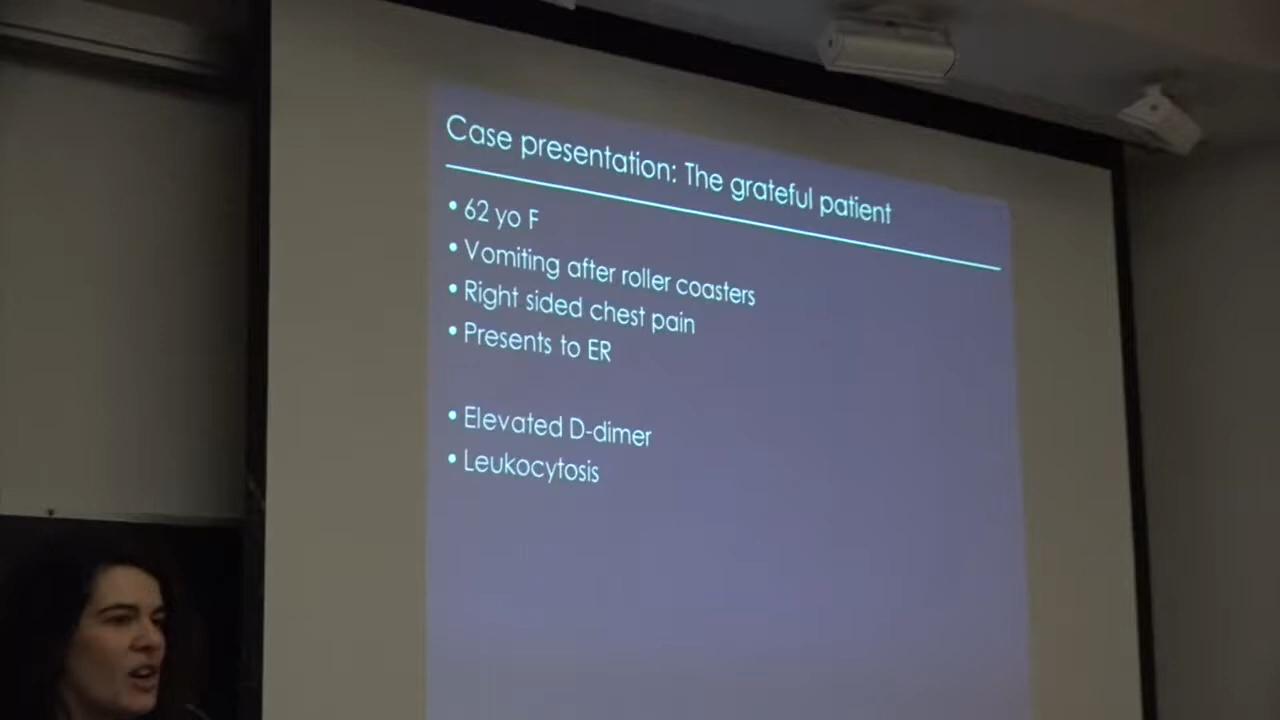 Case presentation: The grateful patient
• 62 yo F
• Vomiting after roller coasters
• Right sided chest pain
• Presents to ER
• Elevated D-dimer
• Leukocytosis